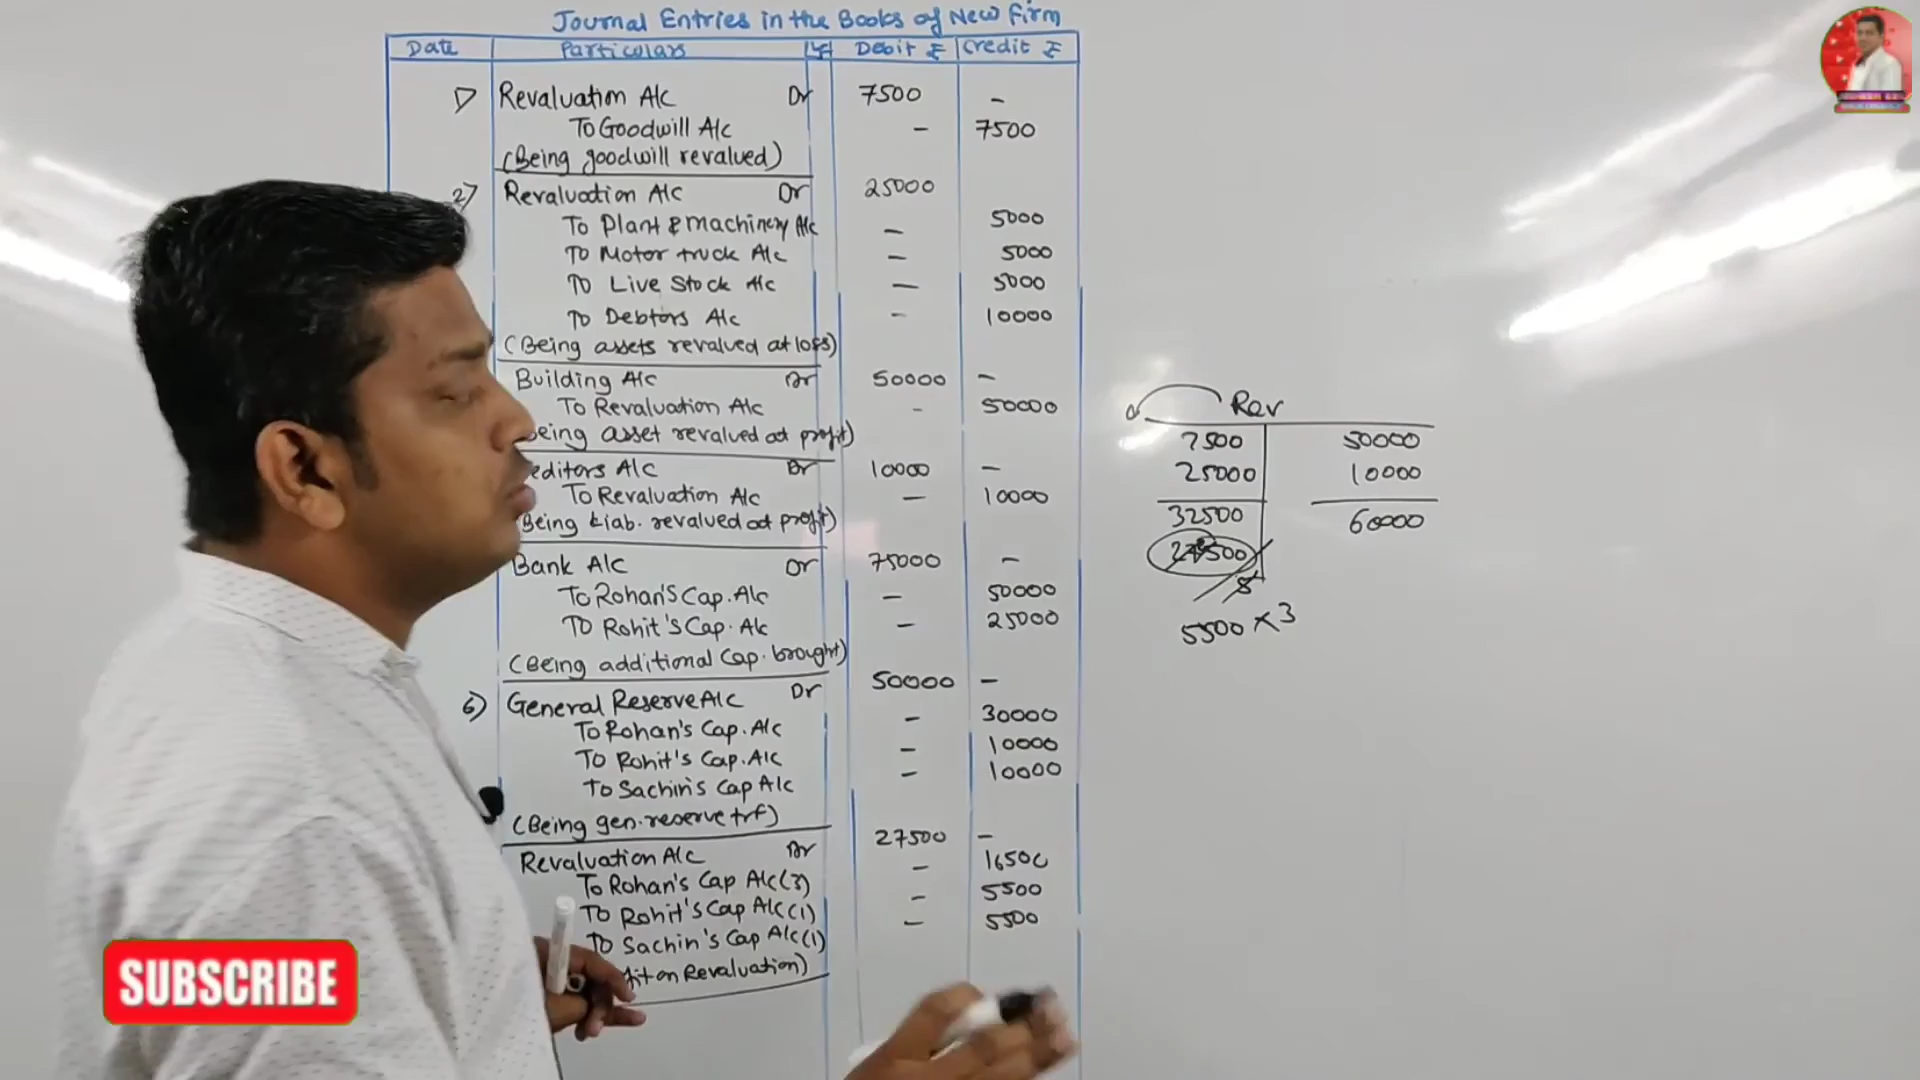 Journal Entries in the Books of New Firm
Date Particulars LF Debit ₹ Credit ₹
1) Revaluation A/c Dr 7500 -
To Goodwill A/c - 7500
(Being goodwill revalued)
2) Revaluation A/c Dr 25000
To Plant & Machinery A/c - 5000
To Motor truck A/c - 5000
To Live Stock A/c - 5000
To Debtors A/c - 10000
(Being assets revalued at loss)
Building A/c Dr 50000 -
To Revaluation A/c - 50000
Being asset revalued at profit)
editors A/c Dr 10000 -
To Revaluation A/c - 10000
Being Liab. revalued at profit)
Bank A/c Dr 75000 -
To Rohan's Cap. A/c - 50000
To Rohit's Cap. A/c - 25000
(Being additional Cap. brought)
6) General Reserve A/c Dr 50000 -
To Rohan's Cap. A/c - 30000
To Rohit's Cap. A/c - 10000
To Sachin's Cap A/c - 10000
(Being gen. reserve trf)
Revaluation A/c Dr 27500 -
To Rohan's Cap A/c (3) - 16500
To Rohit's Cap A/c (1) - 5500
To Sachin's Cap A/c (1) - 5500
fit on Revaluation)
Rev
7500 50000
25000 10000
32500 60000
27500
5
5500 x 3
SUBSCRIBE